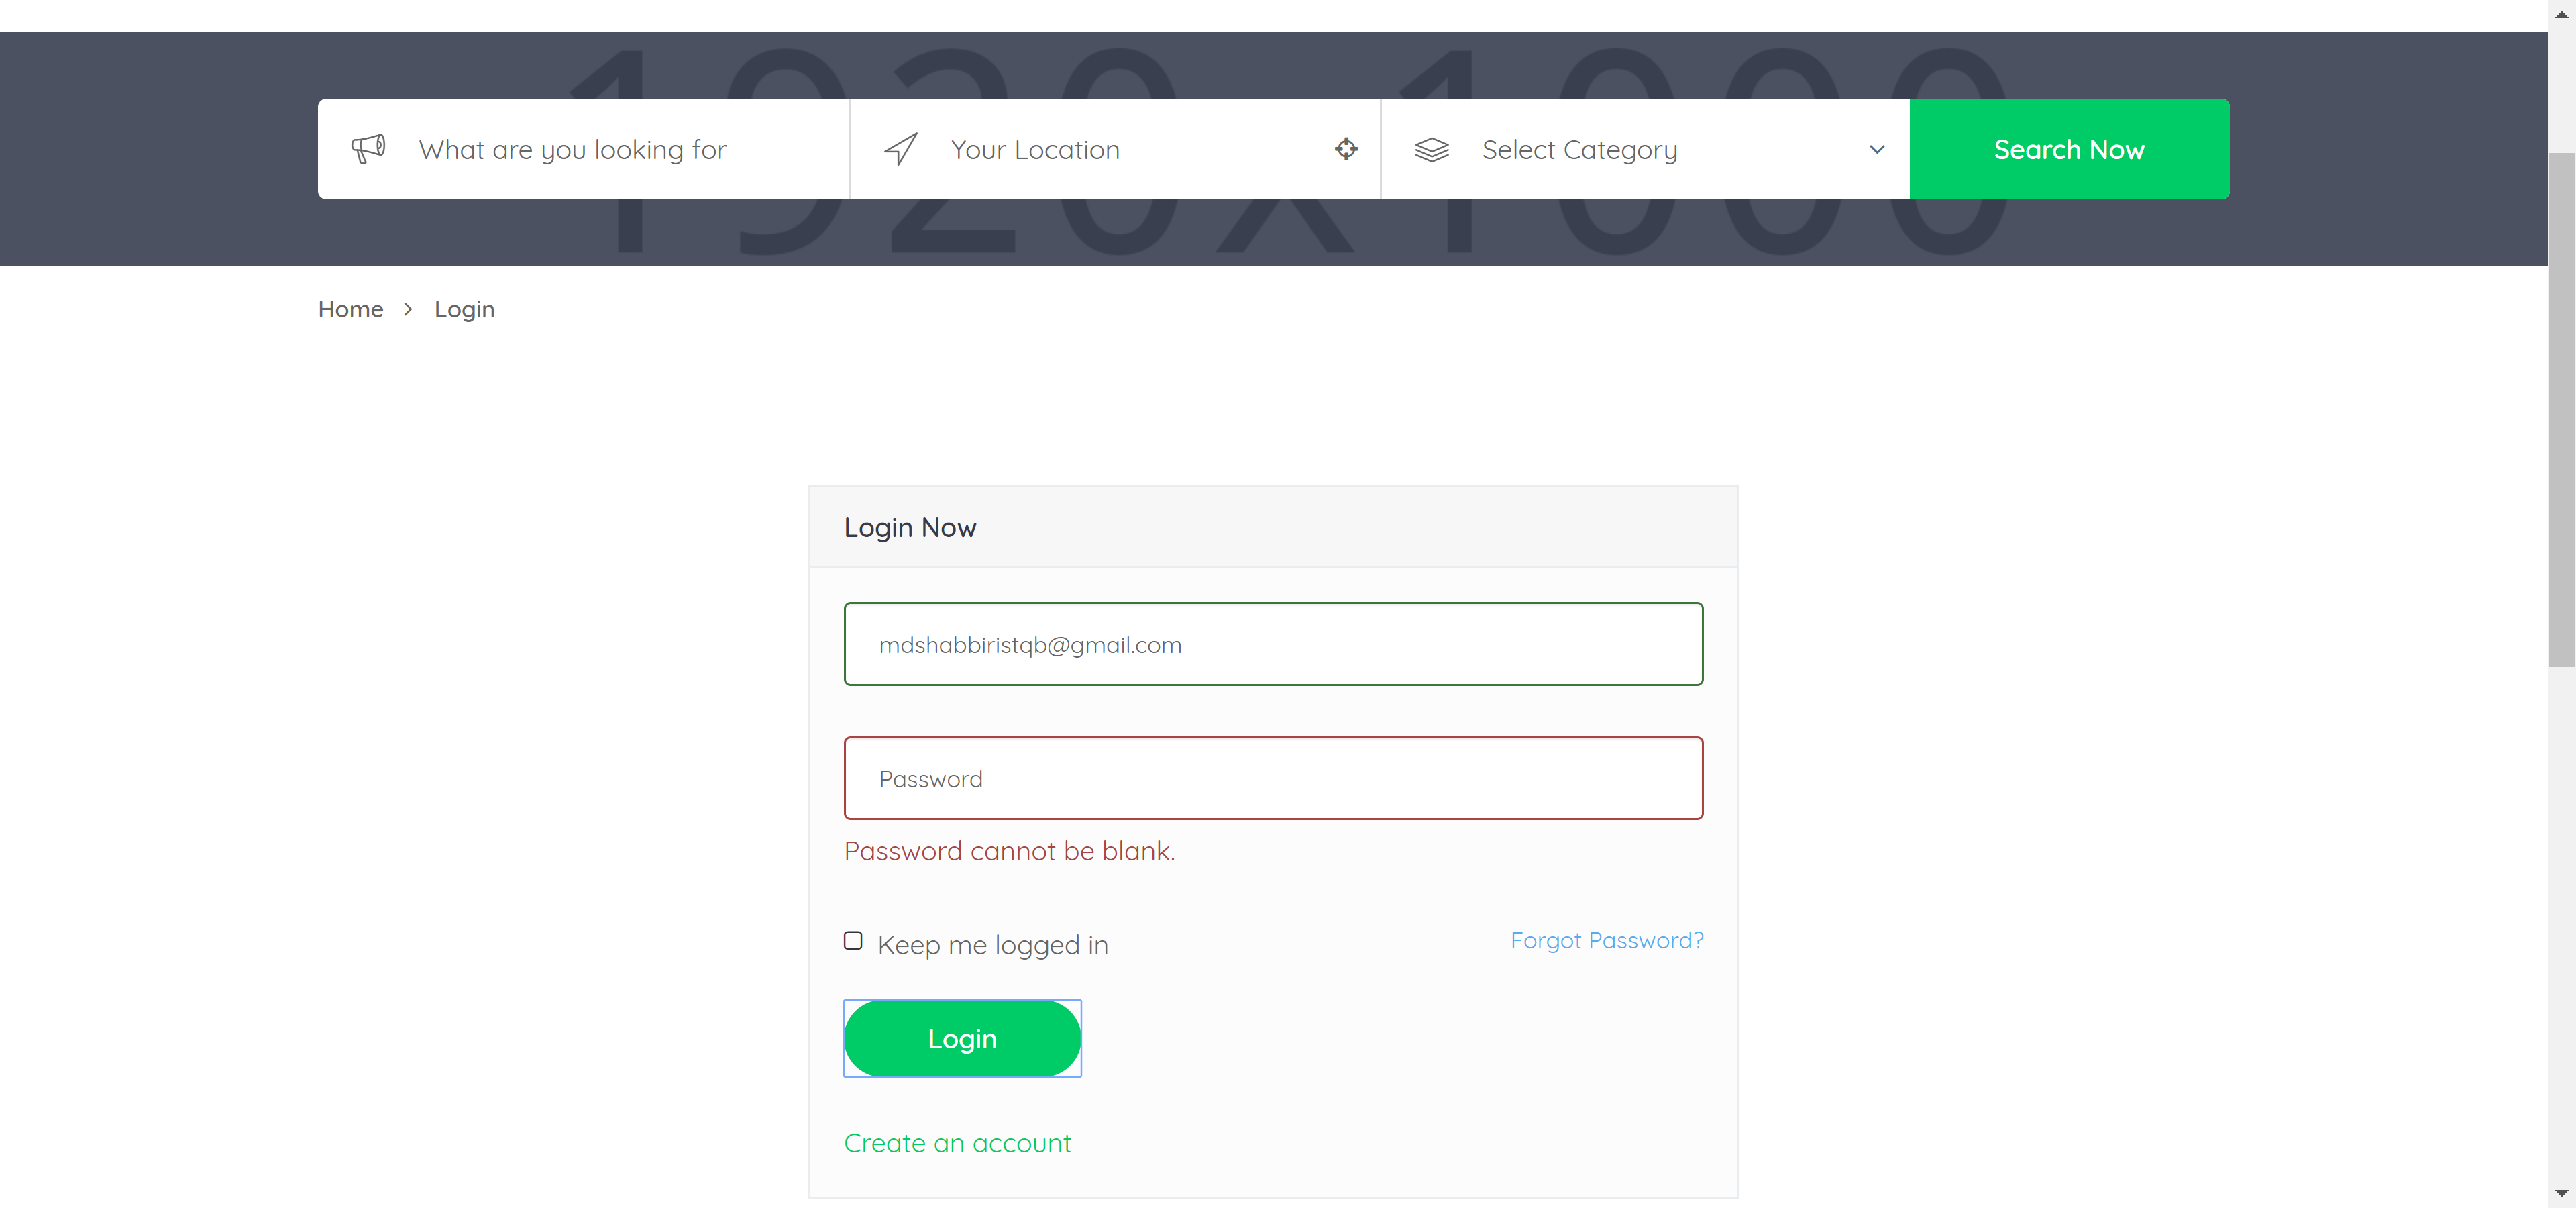 1920x1000
What are you looking for
Your Location
Select Category
Search Now
Home > Login
Login Now
mdshabbiristqb@gmail.com
Password
Password cannot be blank.
Keep me logged in
Forgot Password?
Login
Create an account